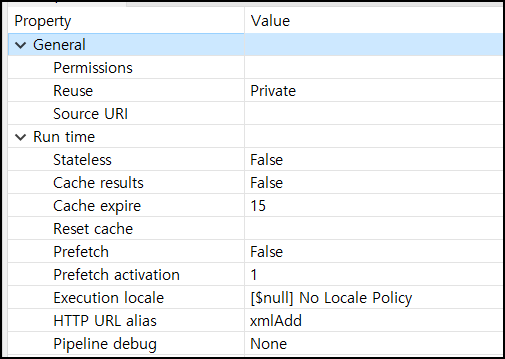 Property Value
General
Permissions
Reuse Private
Source URI
Run time
Stateless False
Cache results False
Cache expire 15
Reset cache
Prefetch False
Prefetch activation 1
Execution locale [$null] No Locale Policy
HTTP URL alias xmlAdd
Pipeline debug None